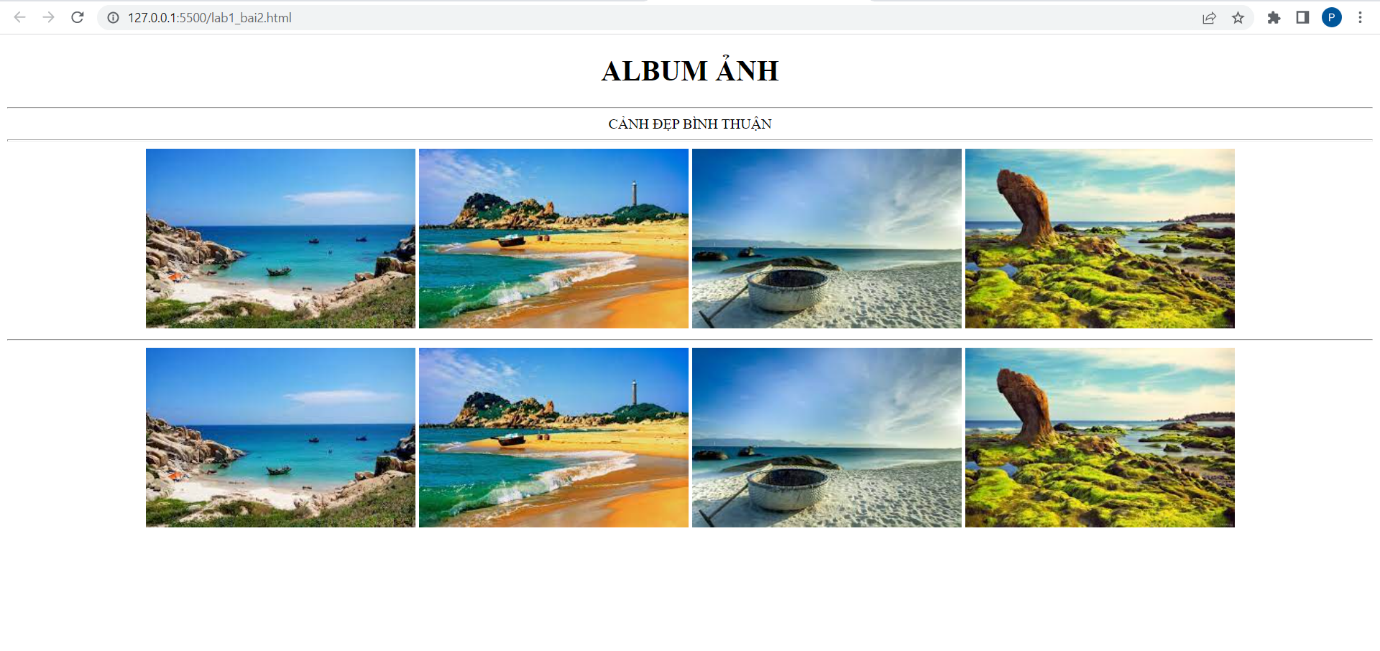 127.0.0.1:5500/lab1_bai2.html
P
ALBUM ẢNH
CẢNH ĐẸP BÌNH THUẬN